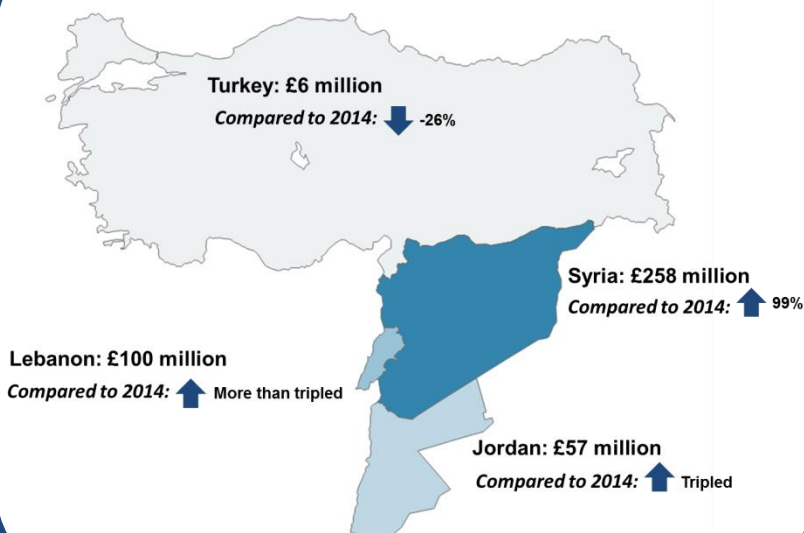 Turkey: £6 million
Compared to 2014: -26%
Syria: £258 million
Compared to 2014: 99%
Lebanon: £100 million
Compared to 2014: More than tripled
Jordan: £57 million
Compared to 2014: Tripled